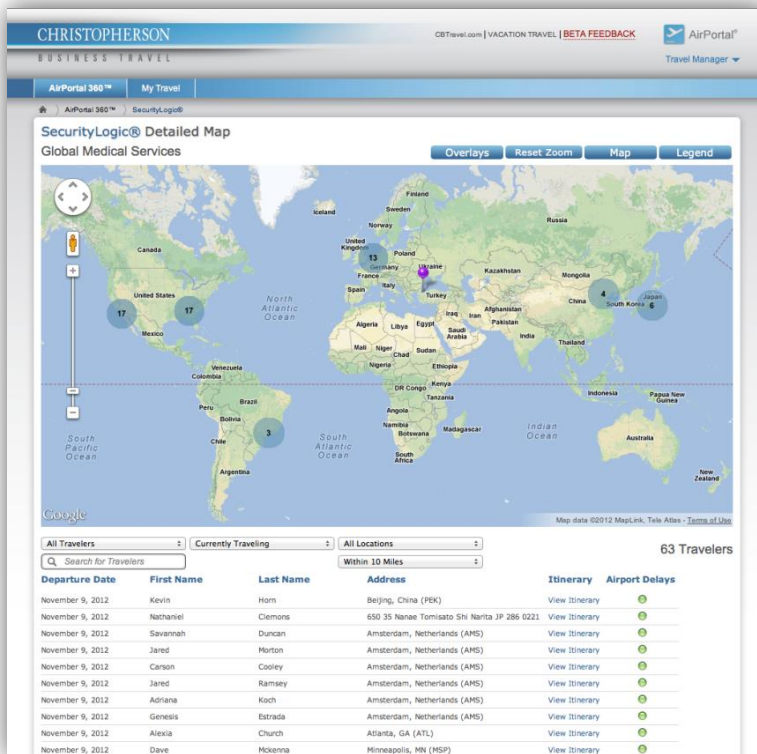 CHRISTOPHERSON
BUSINESS TRAVEL
CBTravel.com | VACATION TRAVEL | BETA FEEDBACK
AirPortal®
Travel Manager
AirPortal 360™ My Travel
AirPortal 360™ SecurityLogic®
SecurityLogic® Detailed Map
Global Medical Services
Overlays Reset Zoom Map Legend
Finland
Iceland
Sweden
Norway
Russia
Canada
United Kingdom
13
Poland
Germany
Ukraine
France
Kazakhstan
Mongolia
Italy
Spain
Turkey
United States
North Atlantic Ocean
17
17
4
China
South Korea
Japan
6
Iraq
Iran
Afghanistan
Pakistan
Mexico
Algeria
Libya
Egypt
Saudi Arabia
India
Thailand
Mali
Niger
Chad
Sudan
Nigeria
Ethiopia
Venezuela
Colombia
DR Congo
Kenya
Tanzania
Indonesia
Papua New Guinea
Peru
Brazil
Bolivia
Angola
Namibia
Botswana
Madagascar
Indian Ocean
Australia
South Pacific Ocean
Chile
3
South Atlantic Ocean
South Africa
Argentina
New Zealand
Google
Map data ©2012 MapLink, Tele Atlas - Terms of Use
All Travelers Currently Traveling All Locations
63 Travelers
Search for Travelers Within 10 Miles
Departure Date First Name Last Name Address Itinerary Airport Delays
November 9, 2012 Kevin Horn Beijing, China (PEK) View Itinerary
November 9, 2012 Nathaniel Clemons 650 35 Nanae Tomisato Shi Narita JP 286 0221 View Itinerary
November 9, 2012 Savannah Duncan Amsterdam, Netherlands (AMS) View Itinerary
November 9, 2012 Jared Morton Amsterdam, Netherlands (AMS) View Itinerary
November 9, 2012 Carson Cooley Amsterdam, Netherlands (AMS) View Itinerary
November 9, 2012 Jared Ramsey Amsterdam, Netherlands (AMS) View Itinerary
November 9, 2012 Adriana Koch Amsterdam, Netherlands (AMS) View Itinerary
November 9, 2012 Genesis Estrada Amsterdam, Netherlands (AMS) View Itinerary
November 9, 2012 Alexia Church Atlanta, GA (ATL) View Itinerary
November 9, 2012 Dave Mckenna Minneapolis, MN (MSP) View Itinerary